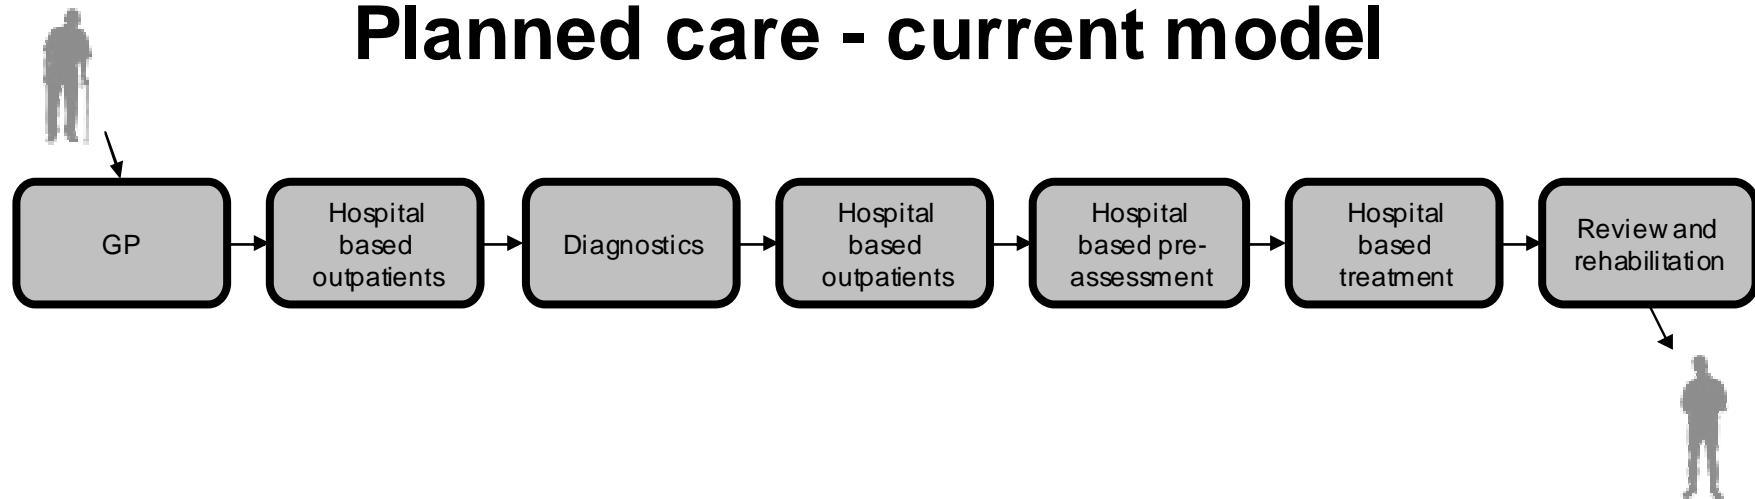 Planned care - current model
GP
Hospital
based
outpatients
Diagnostics
Hospital
based
outpatients
Hospital
based pre-
assessment
Hospital
based
treatment
Review and
rehabilitation